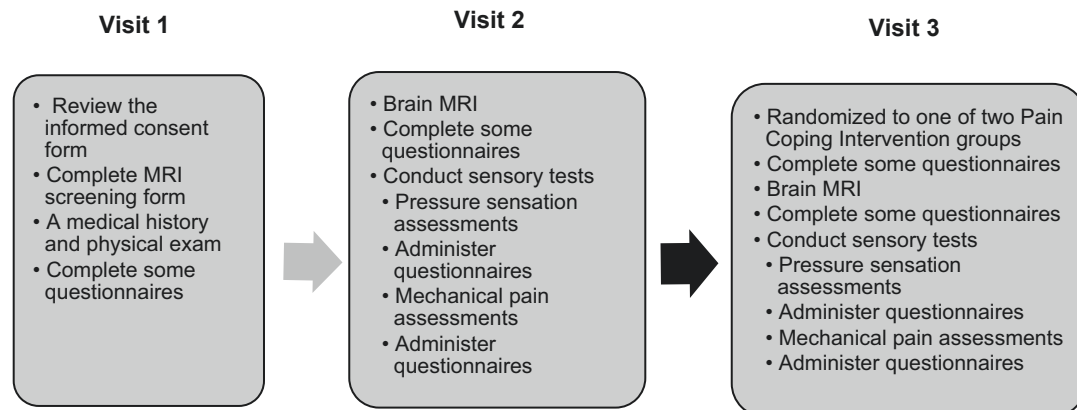 Visit 1
• Review the
informed consent
form
• Complete MRI
screening form
• A medical history
and physical exam
• Complete some
questionnaires
Visit 2
• Brain MRI
• Complete some
questionnaires
• Conduct sensory tests
• Pressure sensation
assessments
• Administer
questionnaires
• Mechanical pain
assessments
• Administer
questionnaires
Visit 3
• Randomized to one of two Pain
Coping Intervention groups
• Complete some questionnaires
• Brain MRI
• Complete some questionnaires
• Conduct sensory tests
• Pressure sensation
assessments
• Administer questionnaires
• Mechanical pain assessments
• Administer questionnaires